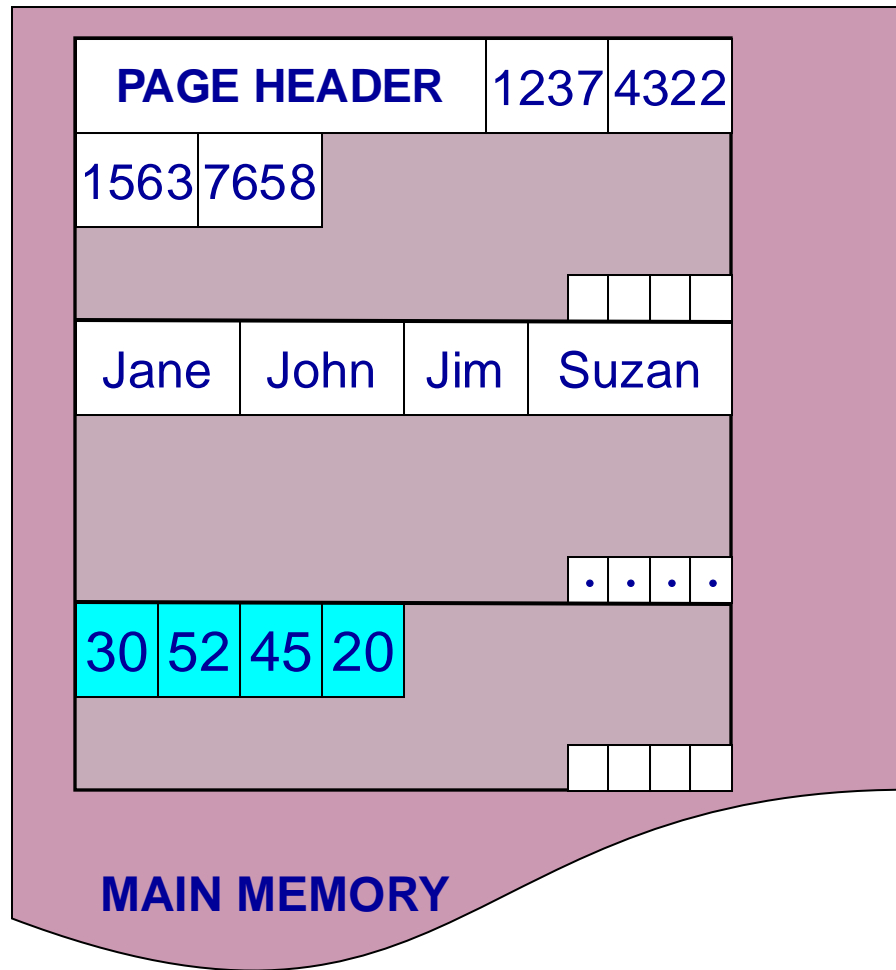 PAGE HEADER 1237 4322
1563 7658
Jane John Jim Suzan
30 52 45 20
MAIN MEMORY